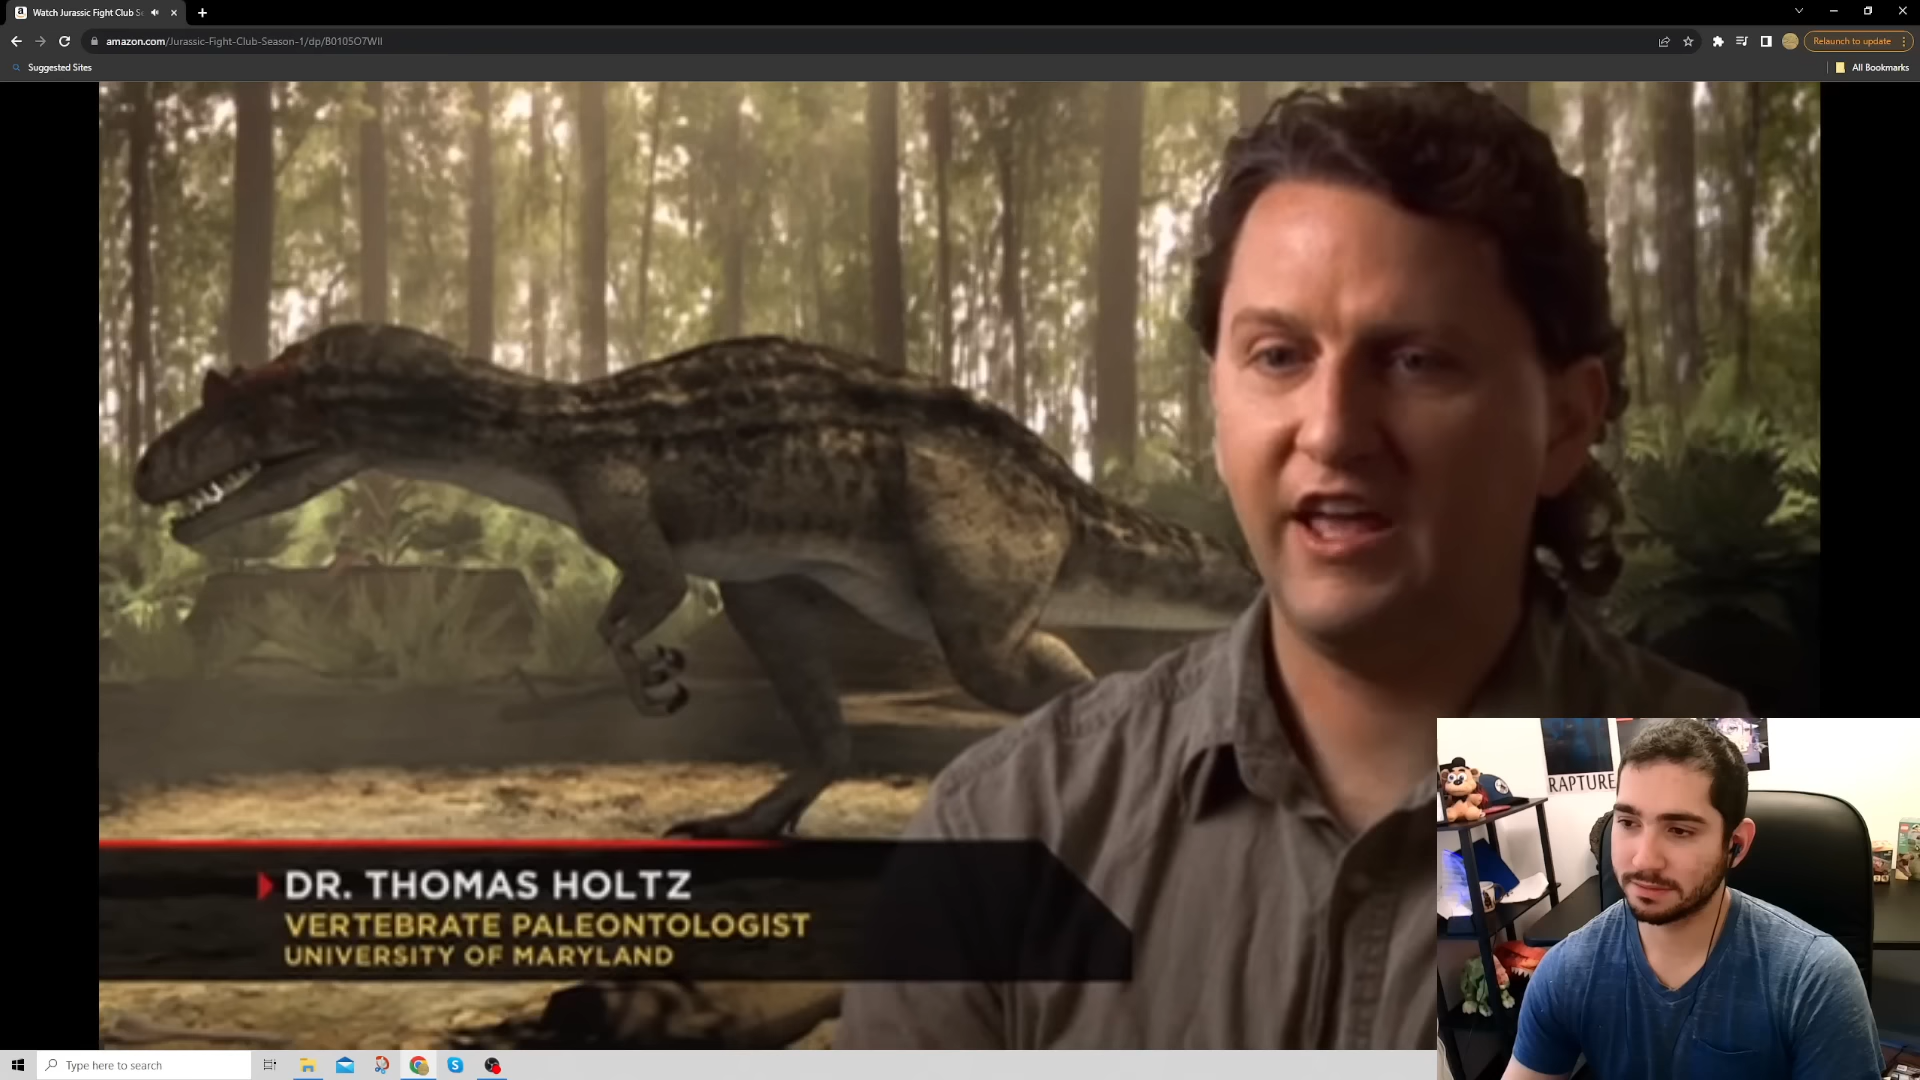 Watch Jurassic Fight Club S
amazon.com/Jurassic-Fight-Club-Season-1/dp/B0105O7WII
Relaunch to update
Suggested Sites
All Bookmarks
RAPTURE
DR. THOMAS HOLTZ
VERTEBRATE PALEONTOLOGIST
UNIVERSITY OF MARYLAND
Type here to search